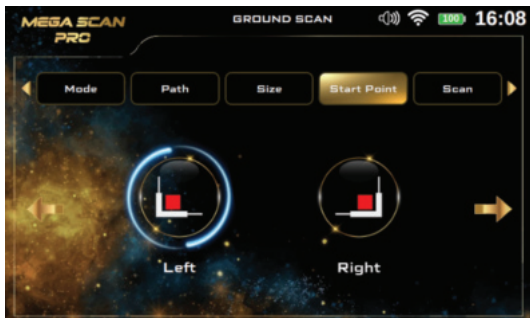 MEGA SCAN
PRO
GROUND SCAN
100
16:08
Mode
Path
Size
Start Point
Scan
Left
Right